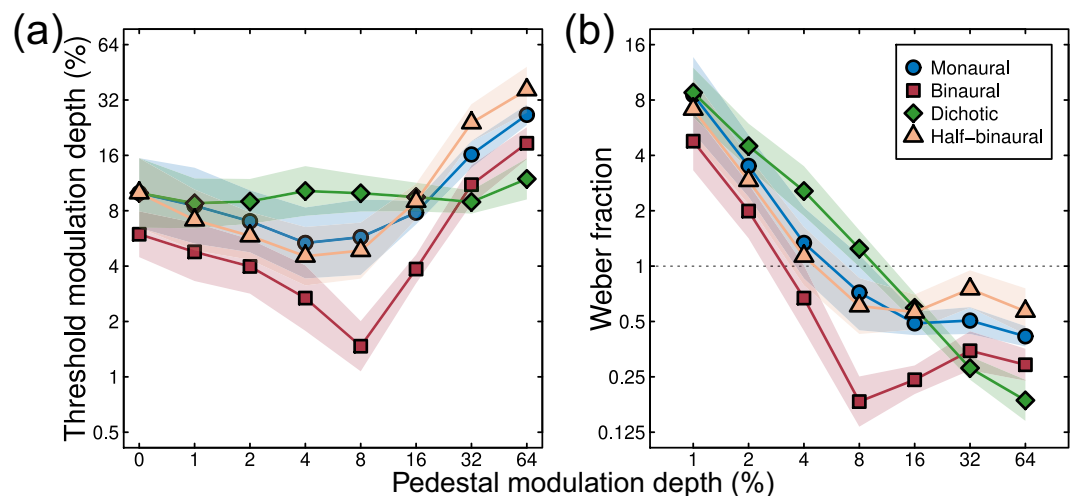 (a)
Threshold modulation depth (%)
64
32
16
8
4
2
1
0.5
0 1 2 4 8 16 32 64
(b)
Weber fraction
16
8
4
2
1
0.5
0.25
0.125
1 2 4 8 16 32 64
Monaural
Binaural
Dichotic
Half−binaural
Pedestal modulation depth (%)